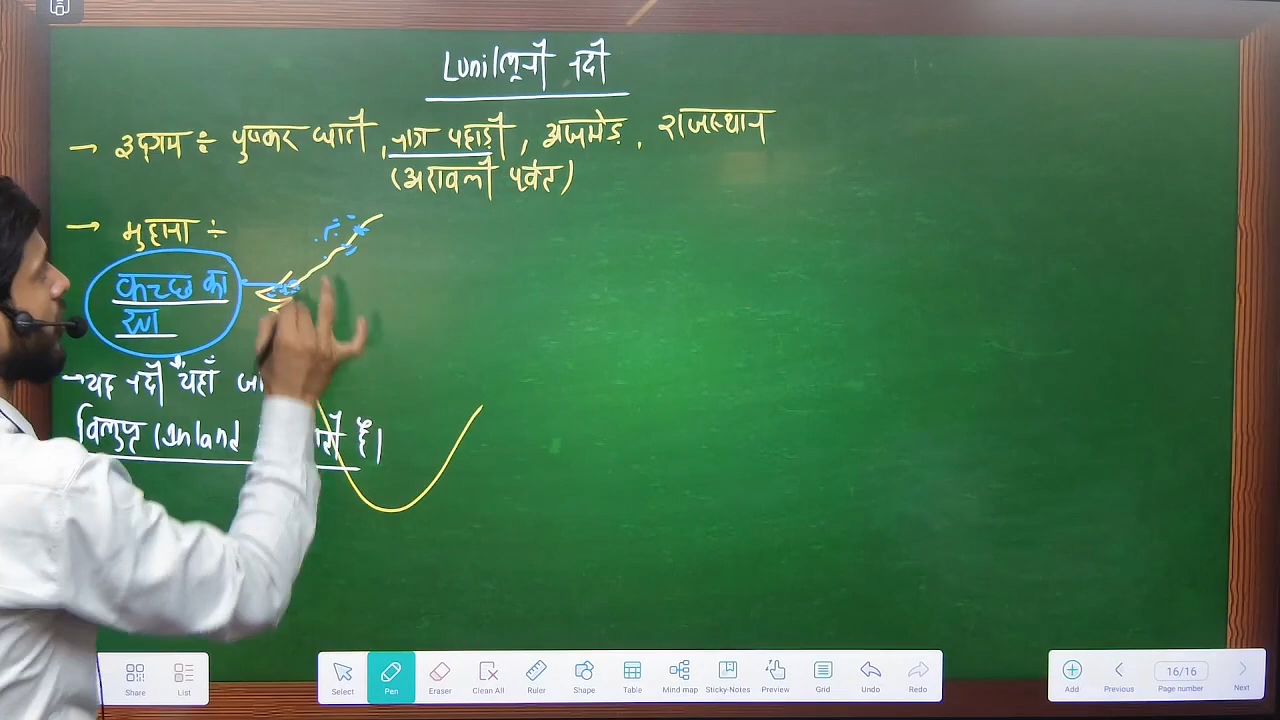 Luni/लूनी नदी
→ उद्गम ÷ पुष्कर घाटी, नाग पहाड़ी, अजमेड़, राजस्थान
(अरावली पर्वत)
→ मुहाना ÷
कच्छ का
रण
→ यह नदी यहाँ
विलुप्त (Inland है।
Share List Select Pen Eraser Clean All Ruler Shape Table Mind map Sticky-Notes Preview Grid Undo Redo Add Previous 16/16 Page number Next